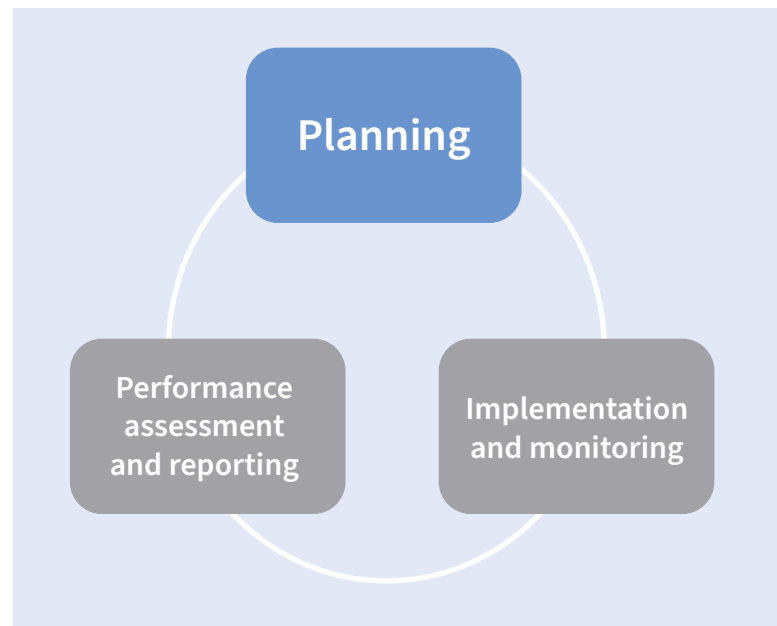 Planning
Performance
assessment
and reporting
Implementation
and monitoring